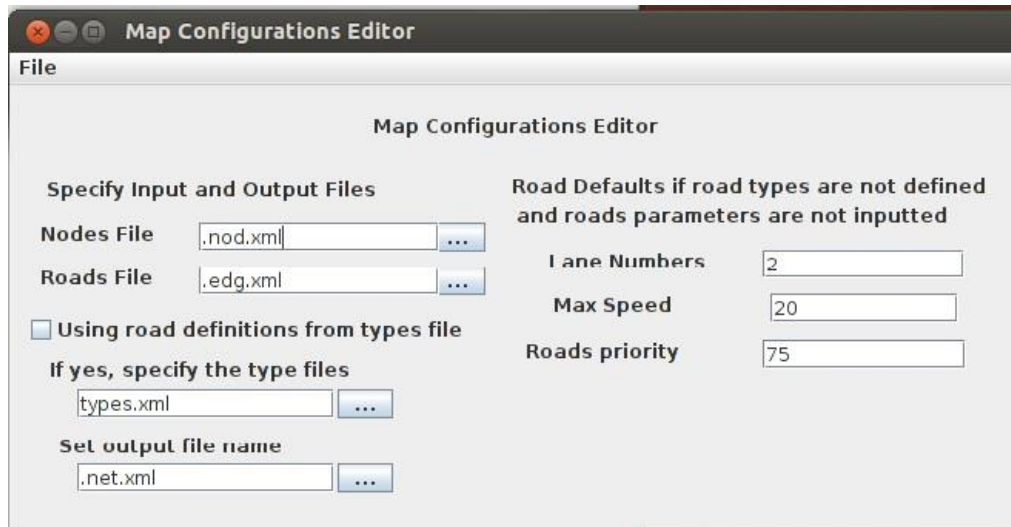 Map Configurations Editor
File
Map Configurations Editor
Specify Input and Output Files
Nodes File .nod.xml ...
Roads File .edg.xml ...
Using road definitions from types file
If yes, specify the type files
types.xml ...
Set output file name
.net.xml ...
Road Defaults if road types are not defined
and roads parameters are not inputted
Lane Numbers 2
Max Speed 20
Roads priority 75